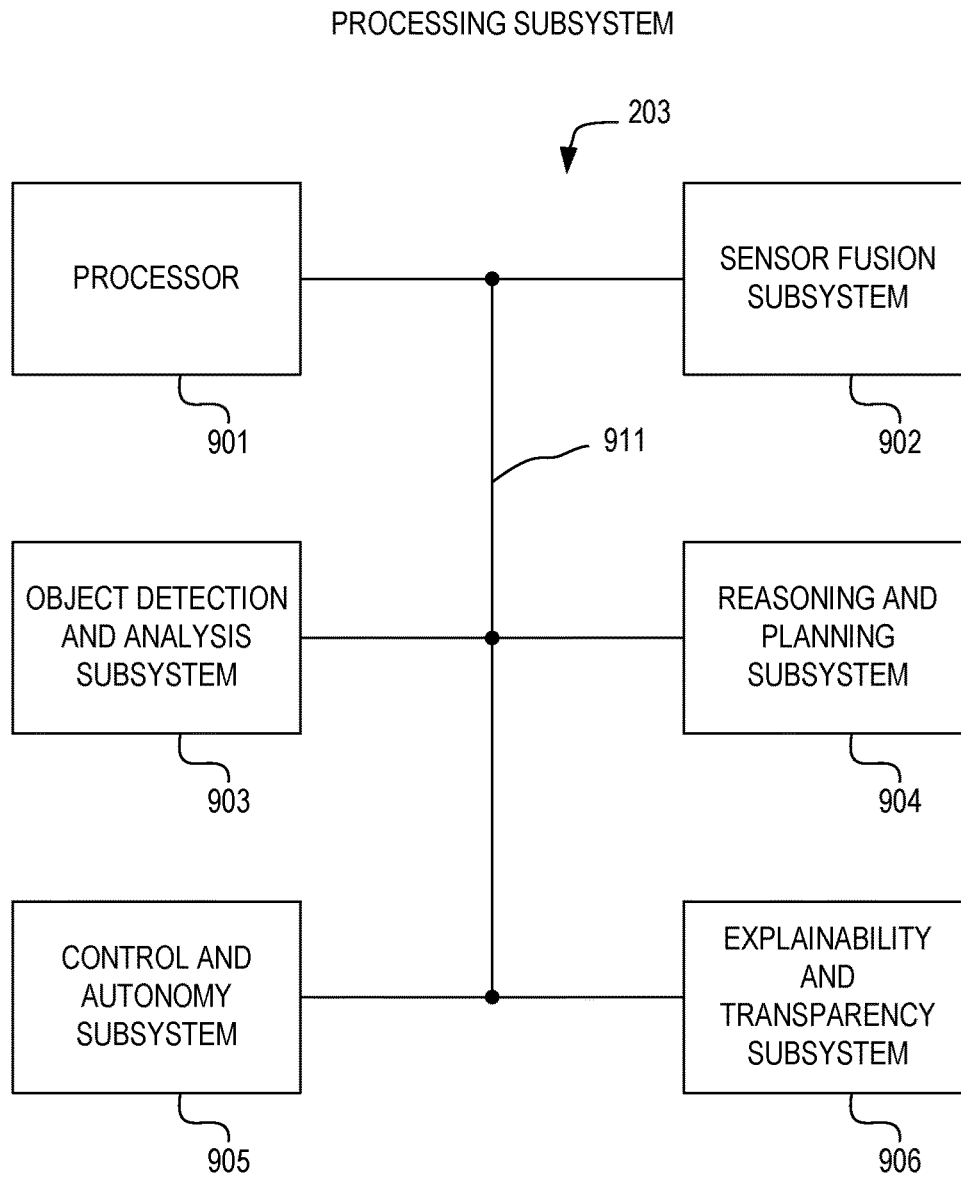 PROCESSING SUBSYSTEM
203
PROCESSOR
901
SENSOR FUSION
SUBSYSTEM
902
911
OBJECT DETECTION
AND ANALYSIS
SUBSYSTEM
903
REASONING AND
PLANNING
SUBSYSTEM
904
CONTROL AND
AUTONOMY
SUBSYSTEM
905
EXPLAINABILITY
AND
TRANSPARENCY
SUBSYSTEM
906